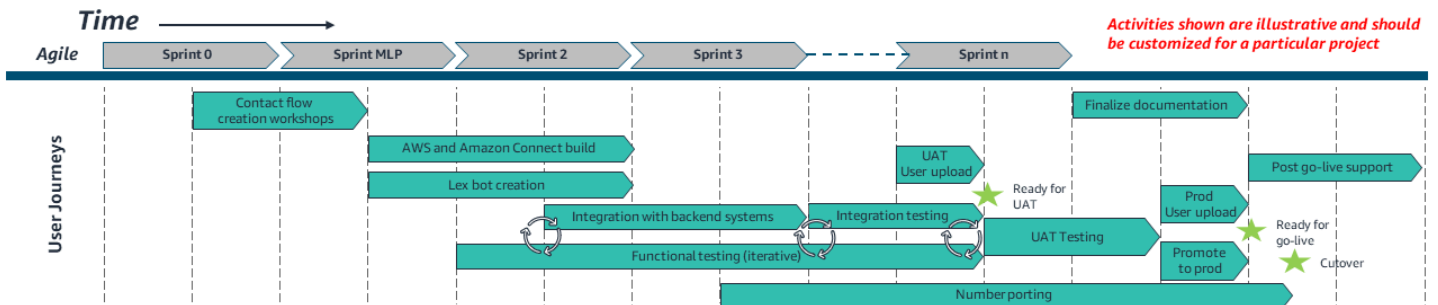 Time
Activities shown are illustrative and should
be customized for a particular project
Agile
Sprint 0
Sprint MLP
Sprint 2
Sprint 3
Sprint n
User Journeys
Contact flow
creation workshops
Finalize documentation
AWS and Amazon Connect build
UAT
User upload
Post go-live support
Lex bot creation
Ready for
UAT
Prod
User upload
Integration with backend systems
Integration testing
Ready for
go-live
UAT Testing
Functional testing (iterative)
Promote
to prod
Cutover
Number porting